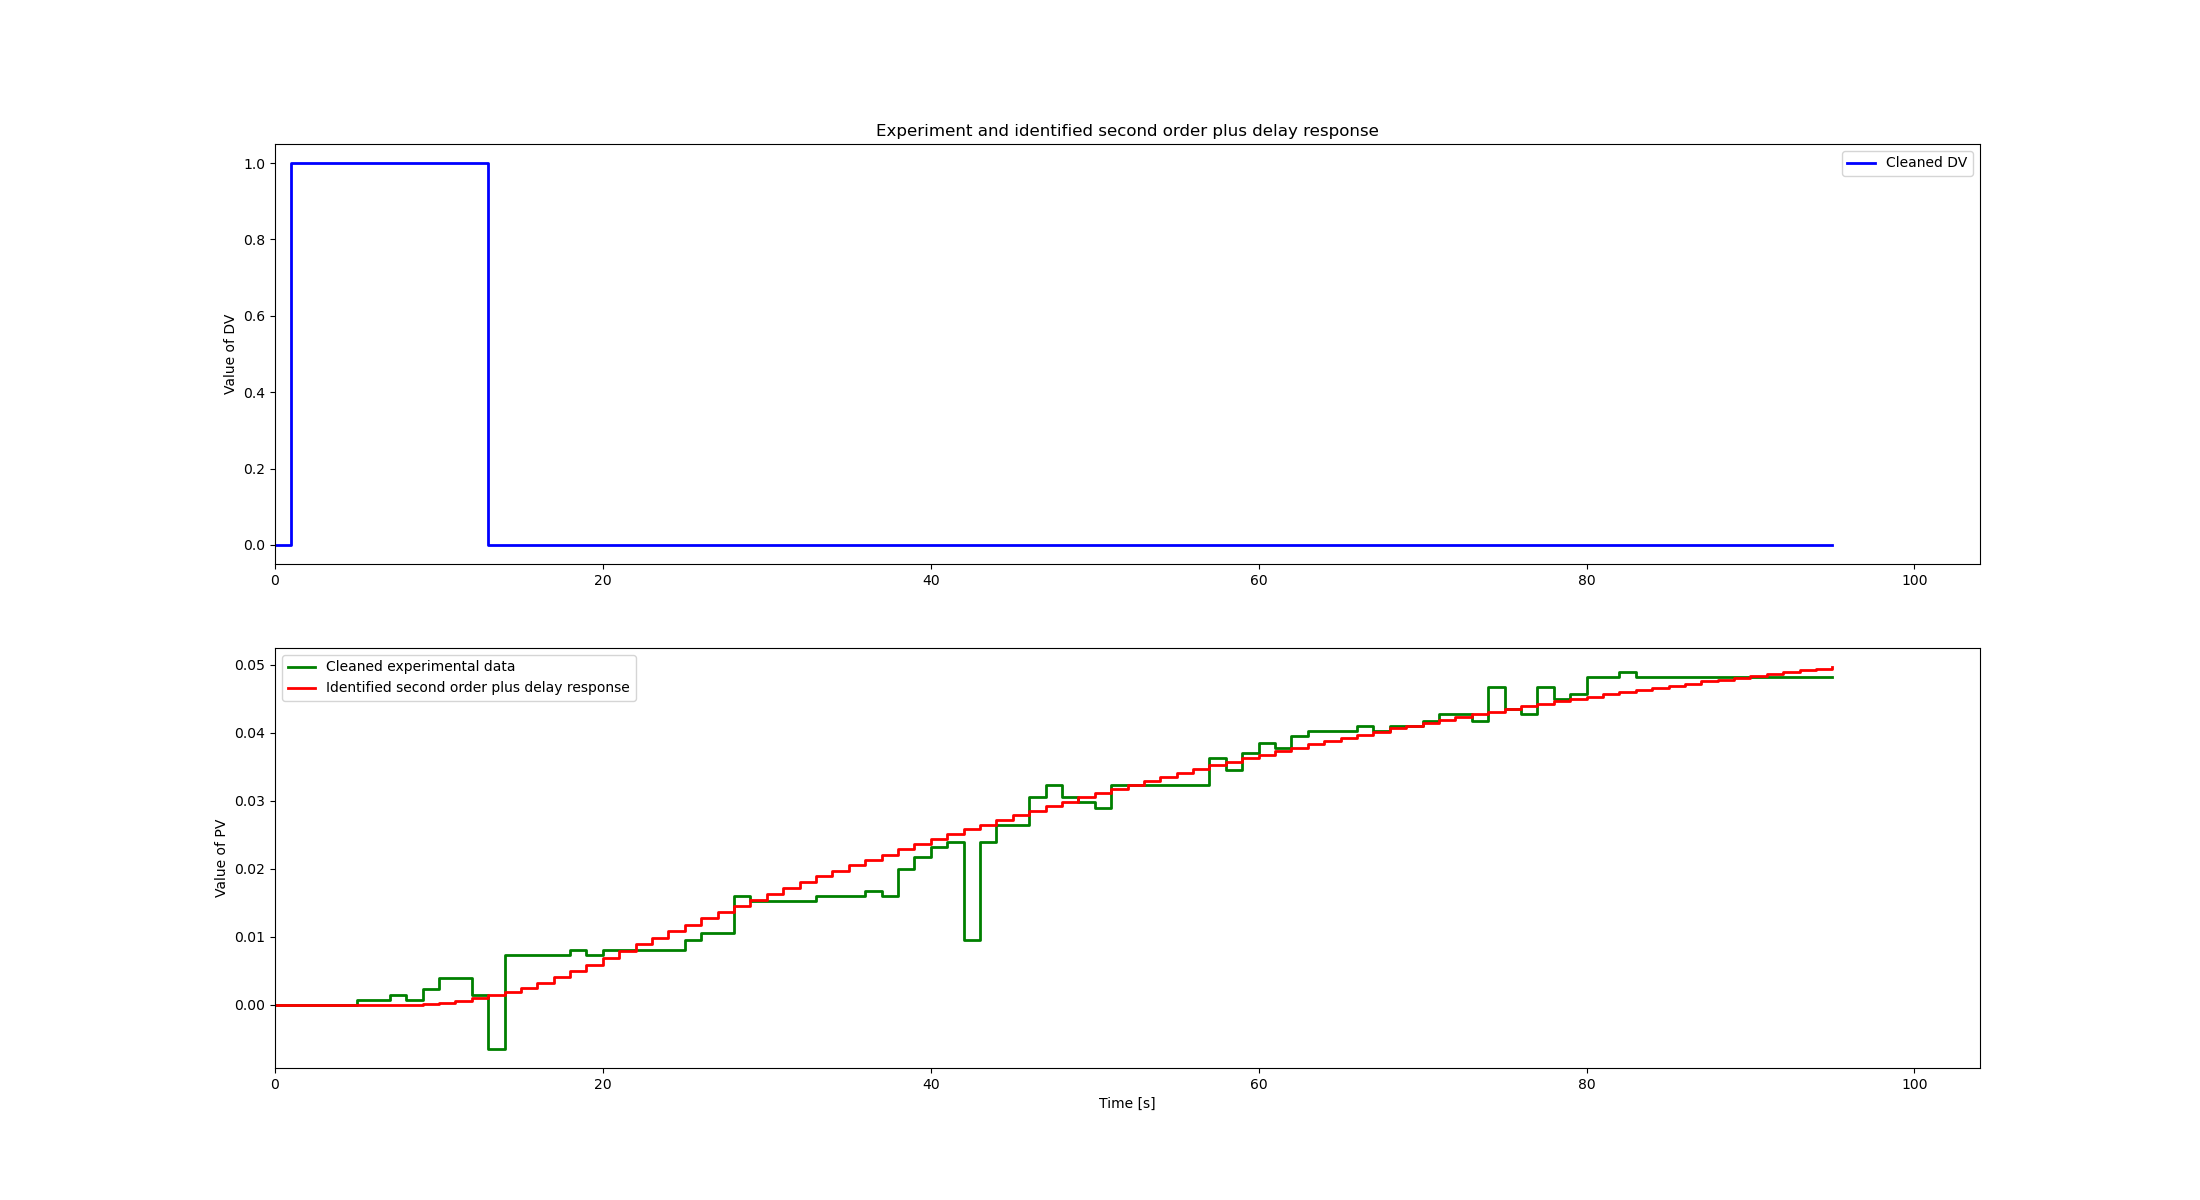 Experiment and identified second order plus delay response
Value of DV
1.0
0.8
0.6
0.4
0.2
0.0
Cleaned DV
0 20 40 60 80 100
Value of PV
0.05
0.04
0.03
0.02
0.01
0.00
Cleaned experimental data
Identified second order plus delay response
0 20 40 60 80 100
Time [s]